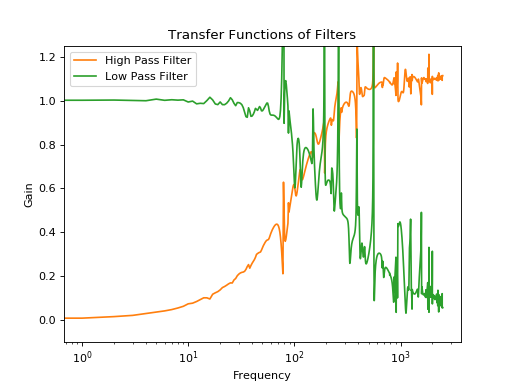 Transfer Functions of Filters
High Pass Filter
Low Pass Filter
Gain
1.2
1.0
0.8
0.6
0.4
0.2
0.0
10⁰ 10¹ 10² 10³
Frequency